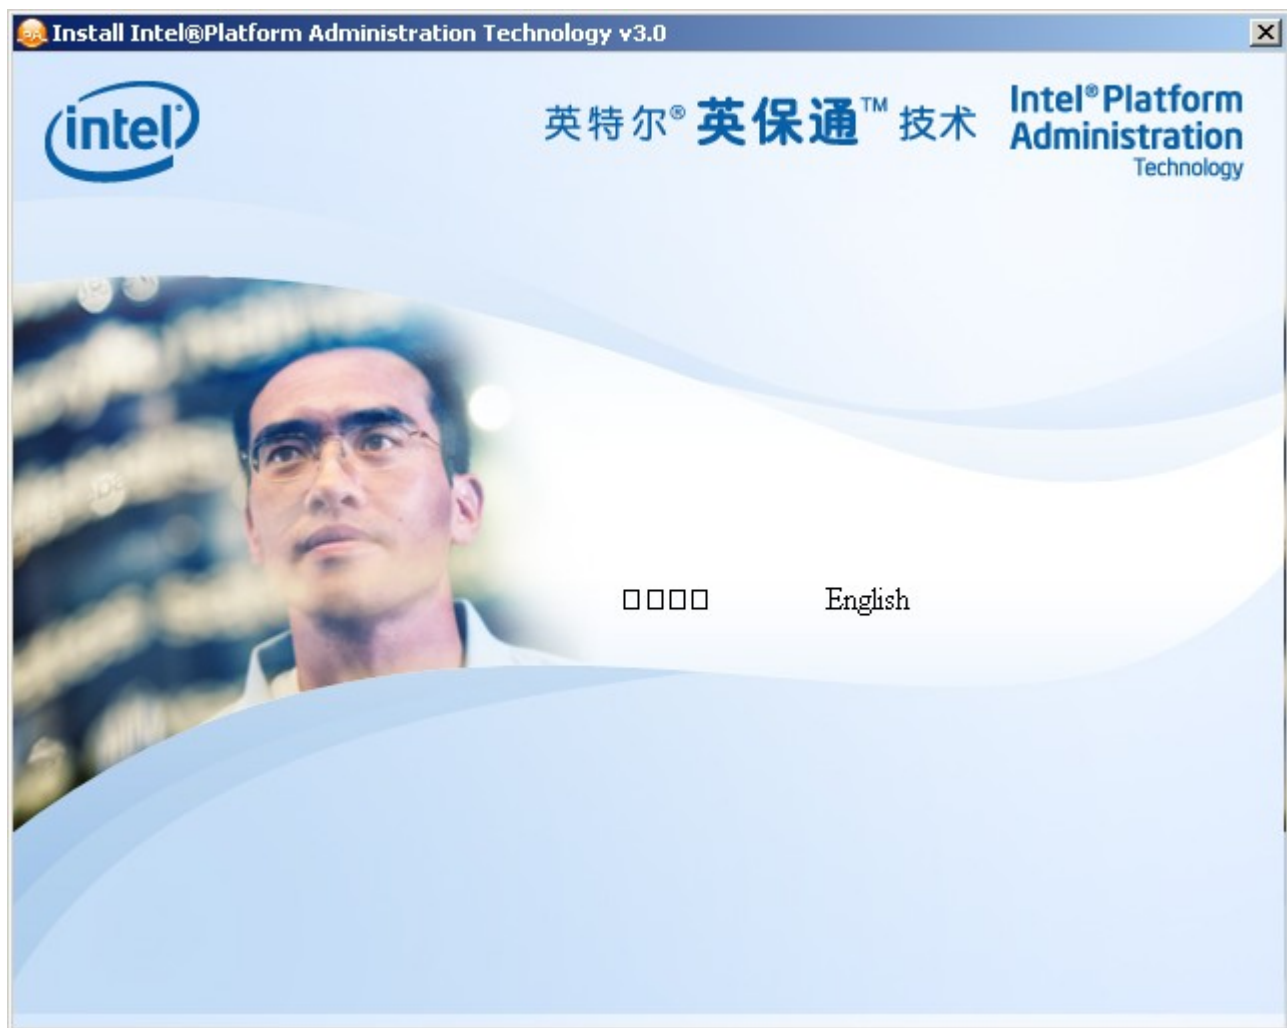 Install Intel®Platform Administration Technology v3.0
intel®
英特尔® 英保通™ 技术
Intel® Platform
Administration
Technology
□□□□ English